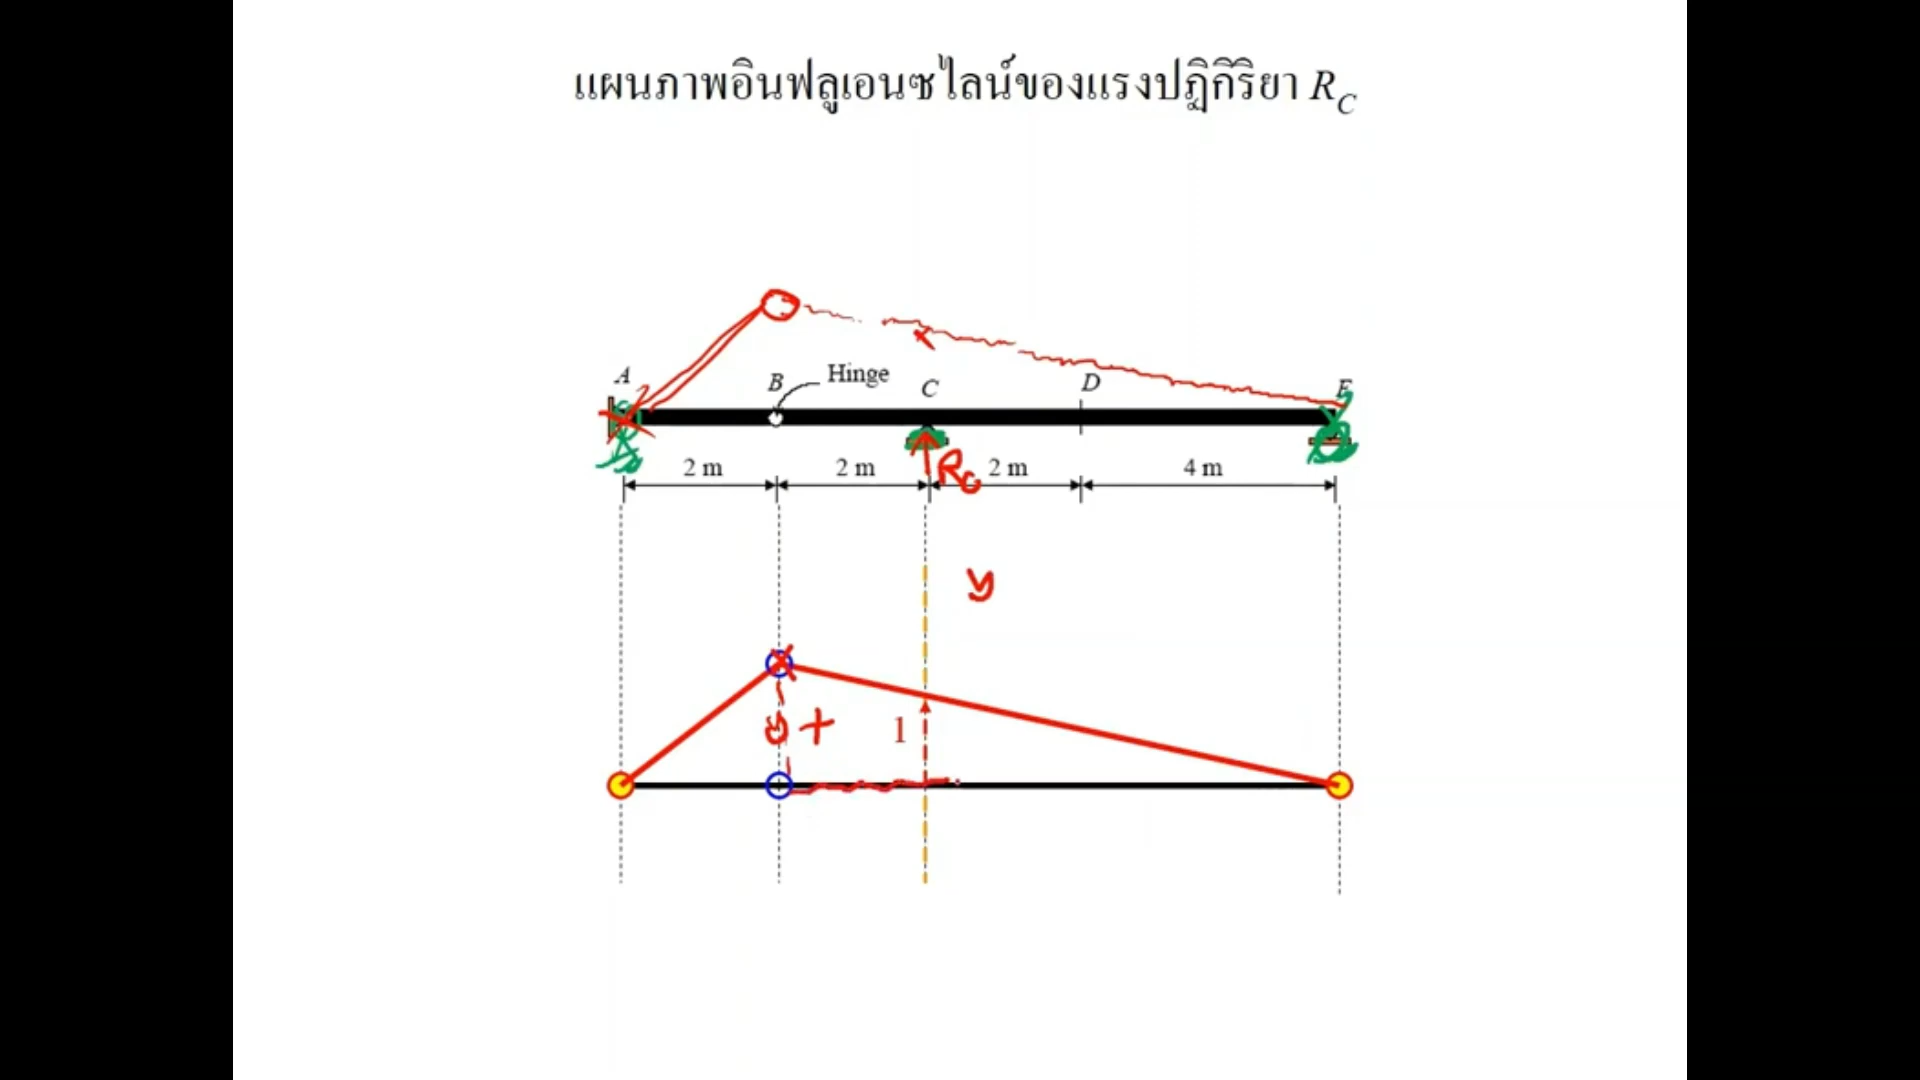 แผนภาพอินฟลูเอนซไลน์ของแรงปฏิกิริยา R_C
A B Hinge C D E
2 m 2 m R_C 2 m 4 m
y
y + 1